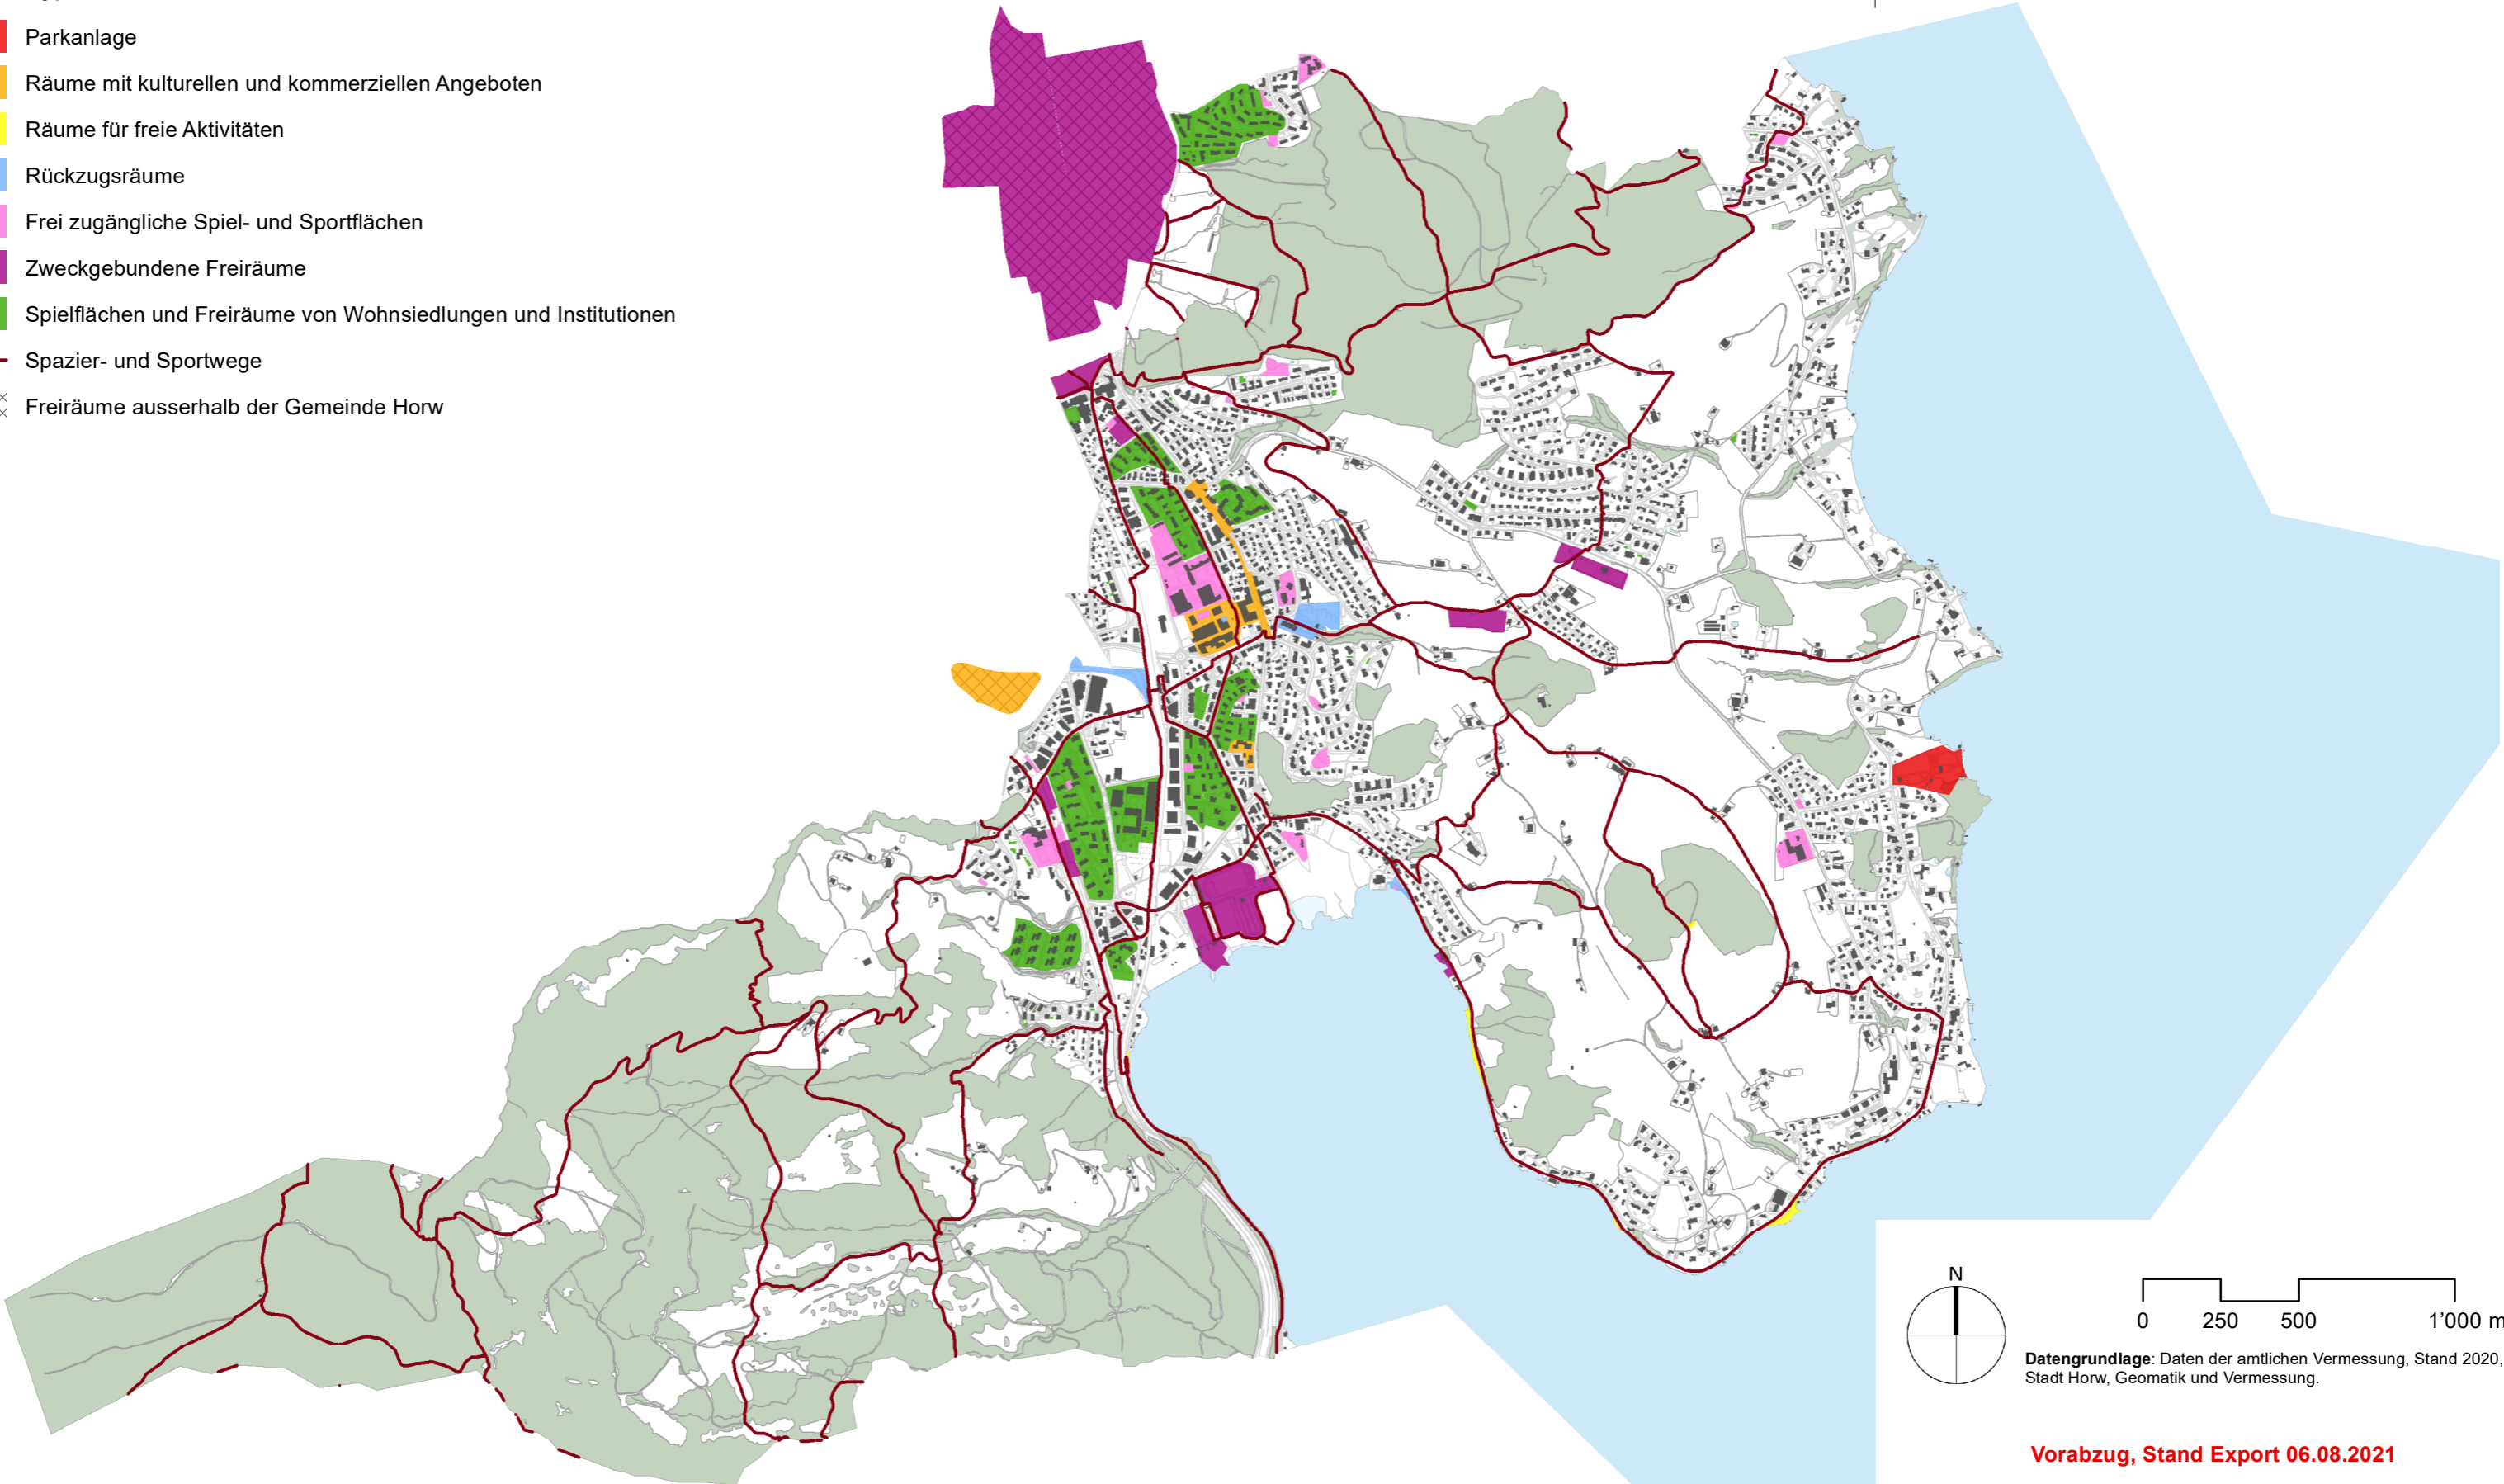 Parkanlage
Räume mit kulturellen und kommerziellen Angeboten
Räume für freie Aktivitäten
Rückzugsräume
Frei zugängliche Spiel- und Sportflächen
Zweckgebundene Freiräume
Spielflächen und Freiräume von Wohnsiedlungen und Institutionen
Spazier- und Sportwege
Freiräume ausserhalb der Gemeinde Horw
N
0 250 500 1'000 m
Datengrundlage: Daten der amtlichen Vermessung, Stand 2020,
Stadt Horw, Geomatik und Vermessung.
Vorabzug, Stand Export 06.08.2021